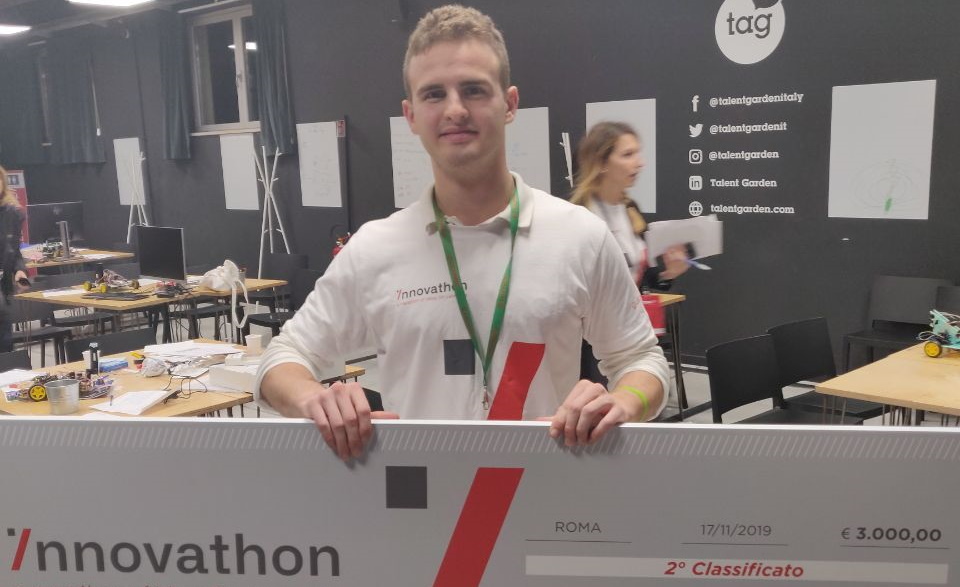 tag
@talentgardenitaly
@talentgardenit
@talentgarden
Talent Garden
talentgarden.com
innovathon
innovathon
ROMA
17/11/2019
€ 3.000,00
2° Classificato